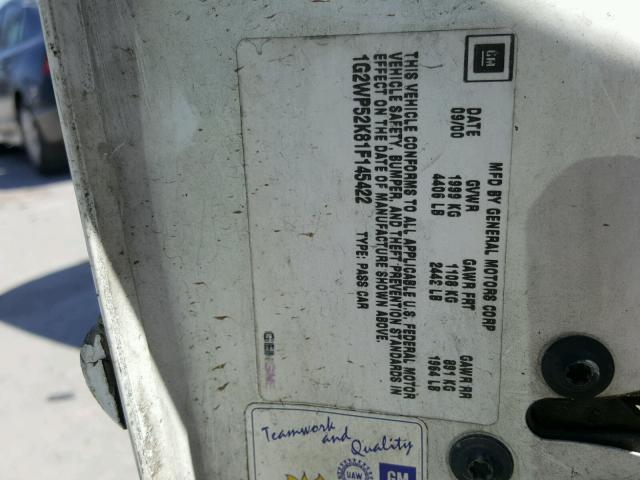 GM
MFD BY GENERAL MOTORS CORP
DATE GVWR GAWR FRT GAWR RR
09/00 1999 KG 1108 KG 891 KG
4406 LB 2442 LB 1964 LB
THIS VEHICLE CONFORMS TO ALL APPLICABLE U.S. FEDERAL MOTOR
VEHICLE SAFETY, BUMPER, AND THEFT PREVENTION STANDARDS IN
EFFECT ON THE DATE OF MANUFACTURE SHOWN ABOVE.
1G2WP52K81F145422 TYPE: PASS CAR
Teamwork
and
Quality
UAW
GM